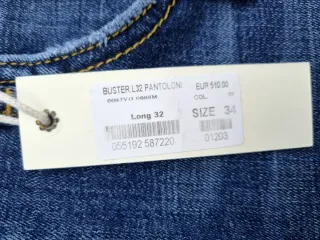 BUSTER.L32 PANTOLONI
EUR 510.00
COL.
Long 32
SIZE 34
055192 587220
01203